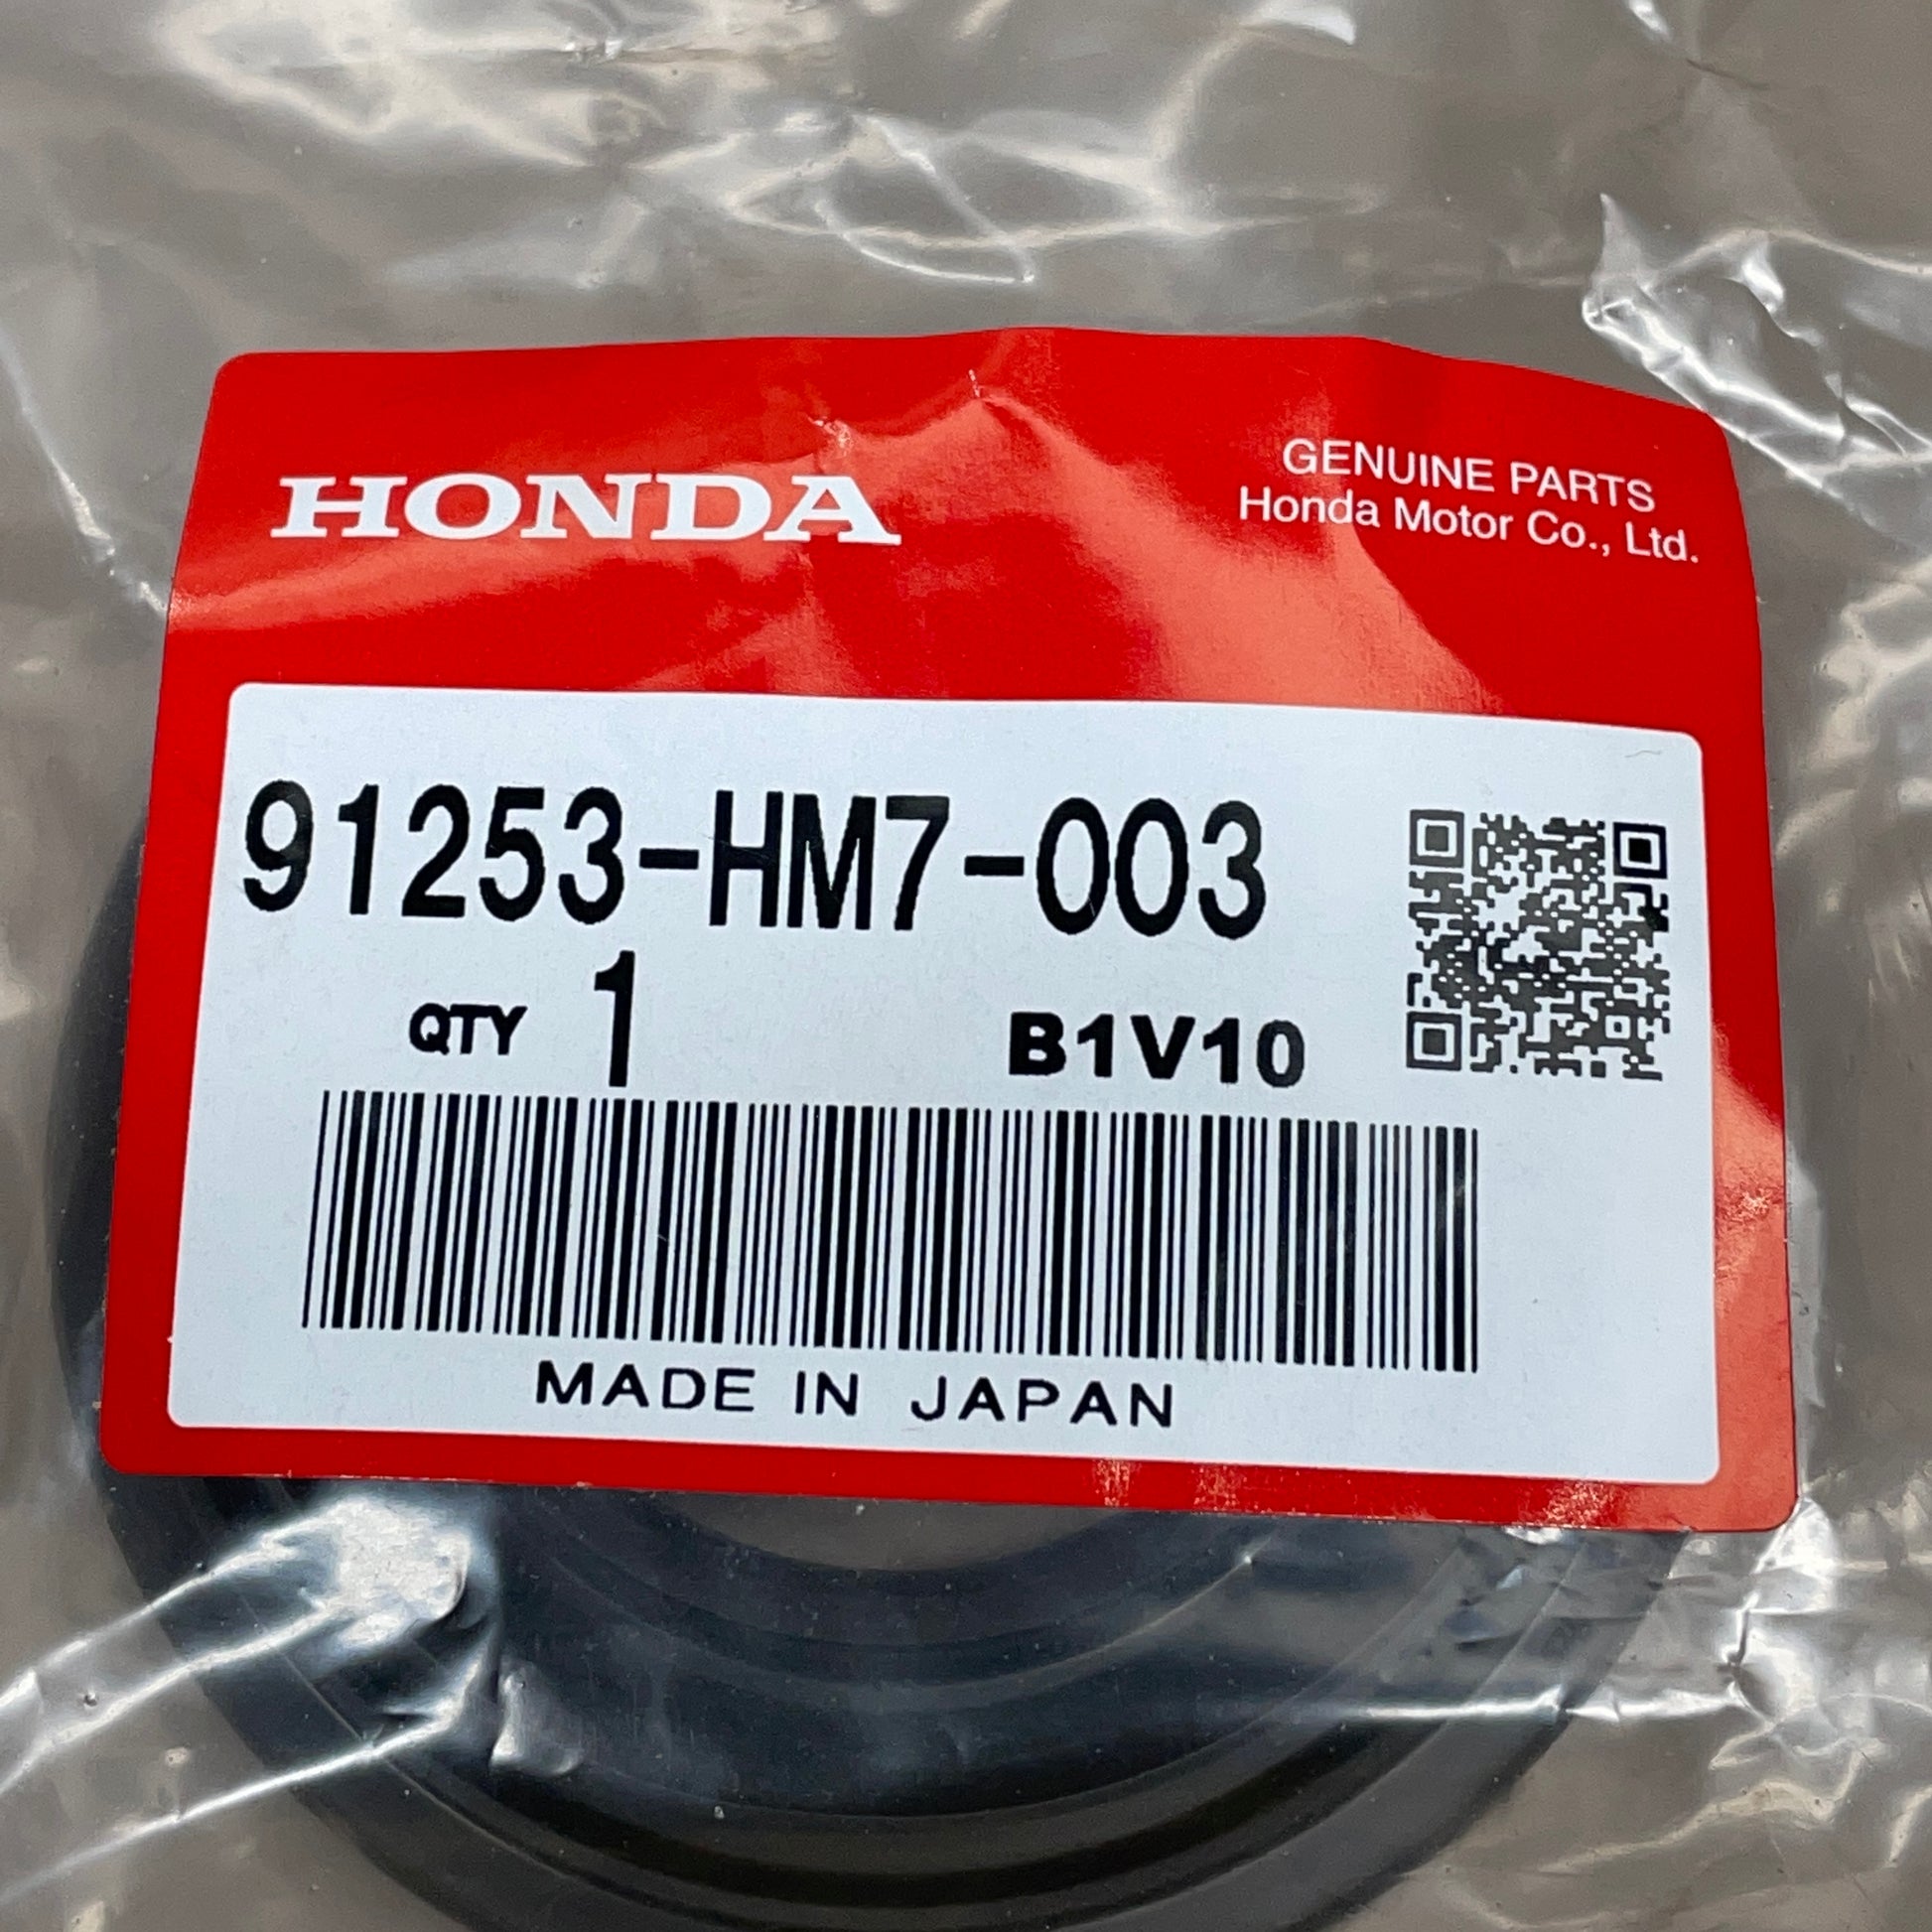 HONDA
GENUINE PARTS
Honda Motor Co., Ltd.
91253-HM7-003
QTY 1 B1V10
MADE IN JAPAN